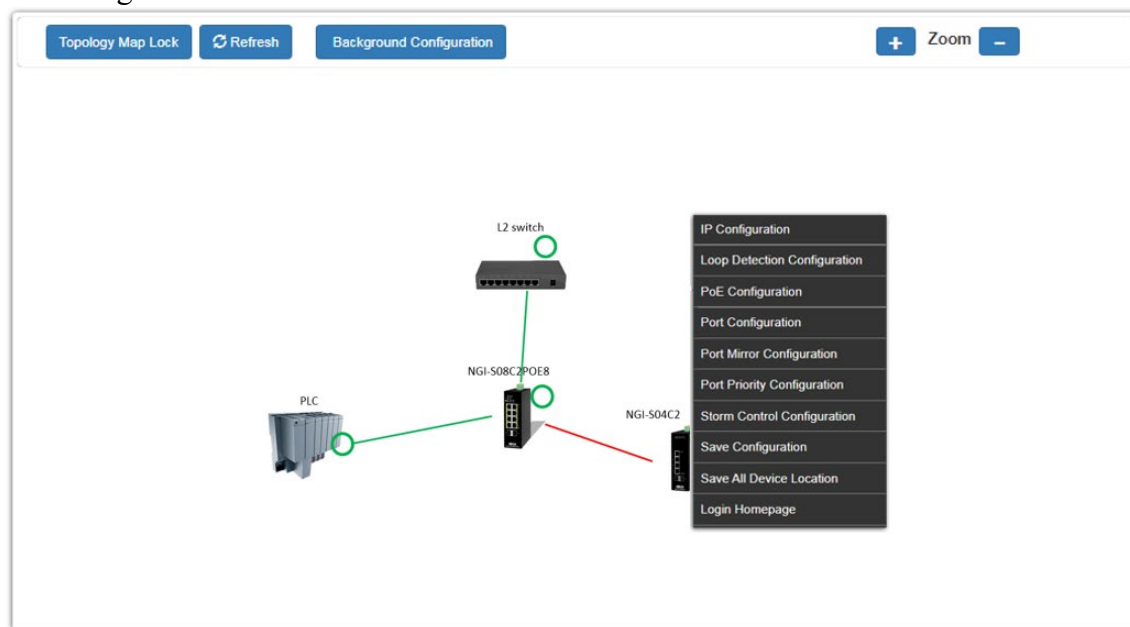 Topology Map Lock
Refresh
Background Configuration
+ Zoom −
L2 switch
NGI-S08C2POE8
PLC
NGI-S04C2
IP Configuration
Loop Detection Configuration
PoE Configuration
Port Configuration
Port Mirror Configuration
Port Priority Configuration
Storm Control Configuration
Save Configuration
Save All Device Location
Login Homepage